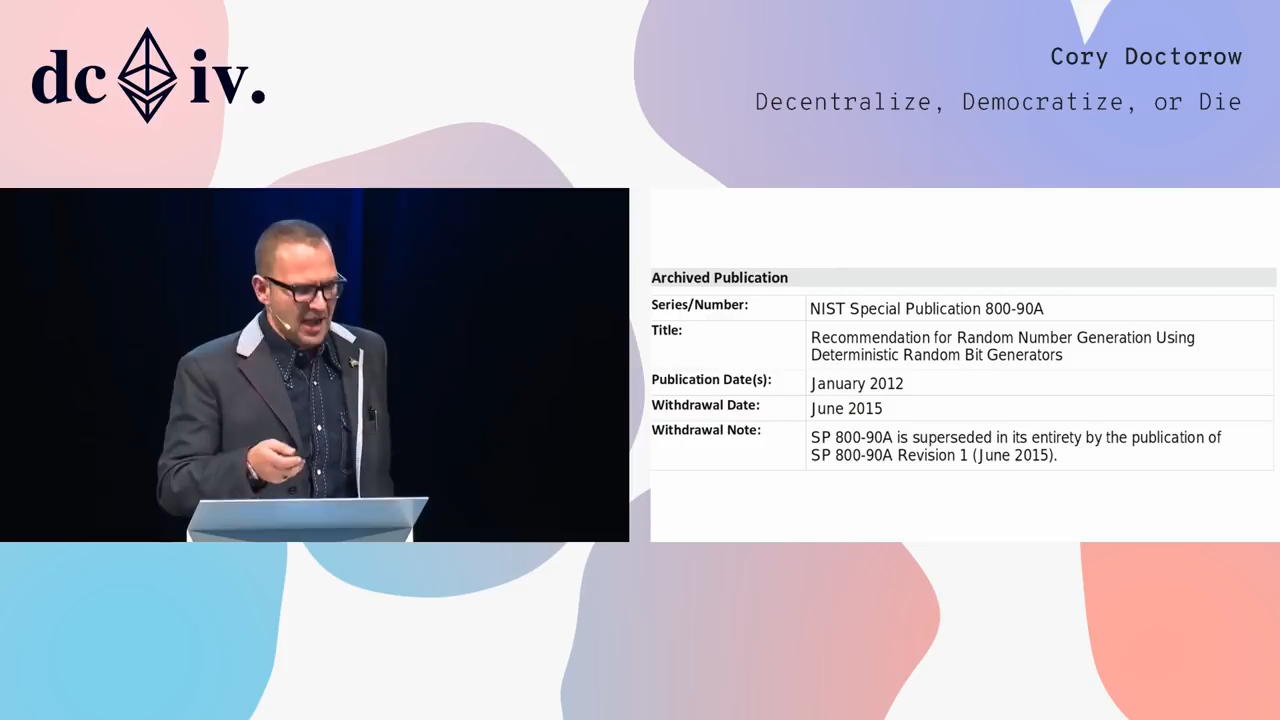 dc iv.
Cory Doctorow
Decentralize, Democratize, or Die
Archived Publication
Series/Number: NIST Special Publication 800-90A
Title: Recommendation for Random Number Generation Using
Deterministic Random Bit Generators
Publication Date(s): January 2012
Withdrawal Date: June 2015
Withdrawal Note: SP 800-90A is superseded in its entirety by the publication of
SP 800-90A Revision 1 (June 2015).